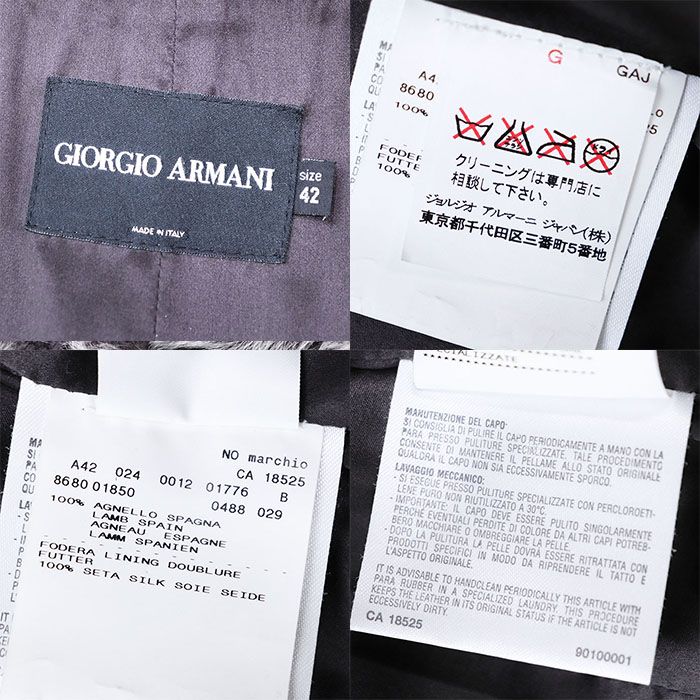 GIORGIO ARMANI
size
42
MADE IN ITALY
G GAJ
A4
8680
100%
18525
FODERA
FUTTER
100%
クリーニングは専門店に
相談して下さい。
ジョルジオ アルマーニ ジャパン(株)
東京都千代田区三番町5番地
NO marchio
A42 024 0012 CA 18525
8680 01850 01776 B
0488 029
100% AGNELLO SPAGNA
LAMB SPAIN
AGNEAU ESPAGNE
LAMM SPANIEN
FODERA LINING DOUBLURE
FUTTER
100% SETA SILK SOIE SEIDE
MANUTENZIONE DEL CAPO
SI CONSIGLIA DI PULIRE IL CAPO PERIODICAMENTE A MANO CON LA
PARA PRESSO PULITURE SPECIALIZZATE. TALE PROCEDIMENTO
CONSENTE DI MANTENERE IL PELLAME ALLO STATO ORIGINALE
QUALORA IL CAPO NON SIA ECCESSIVAMENTE SPORCO.
LAVAGGIO MECCANICO:
- SI ESEGUE PRESSO PULITURE SPECIALIZZATE CON PERCLOROETI-
LENE PURO NON RIUTILIZZATO A 30°C.
- IMPORTANTE: IL CAPO DEVE ESSERE PULITO SINGOLARMENTE
PERCHÉ EVENTUALI PERDITE DI COLORE DA ALTRI CAPI POTREB-
BERO MACCHIARE O OMBREGGIARE LA PELLE.
- DOPO LA PULITURA LA PELLE DOVRÀ ESSERE RITRATTATA CON
PRODOTTI SPECIFICI IN MODO DA RIPRENDERE IL TATTO E
L'ASPETTO ORIGINALE.
IT IS ADVISABLE TO HANDCLEAN PERIODICALLY THIS ARTICLE WITH
PARA RUBBER IN A SPECIALIZED LAUNDRY. THIS PROCEDURE
KEEPS THE LEATHER IN ITS ORIGINAL STATUS IF THE ARTICLE IS NOT
ECCESSIVELY DIRTY.
CA 18525
90100001